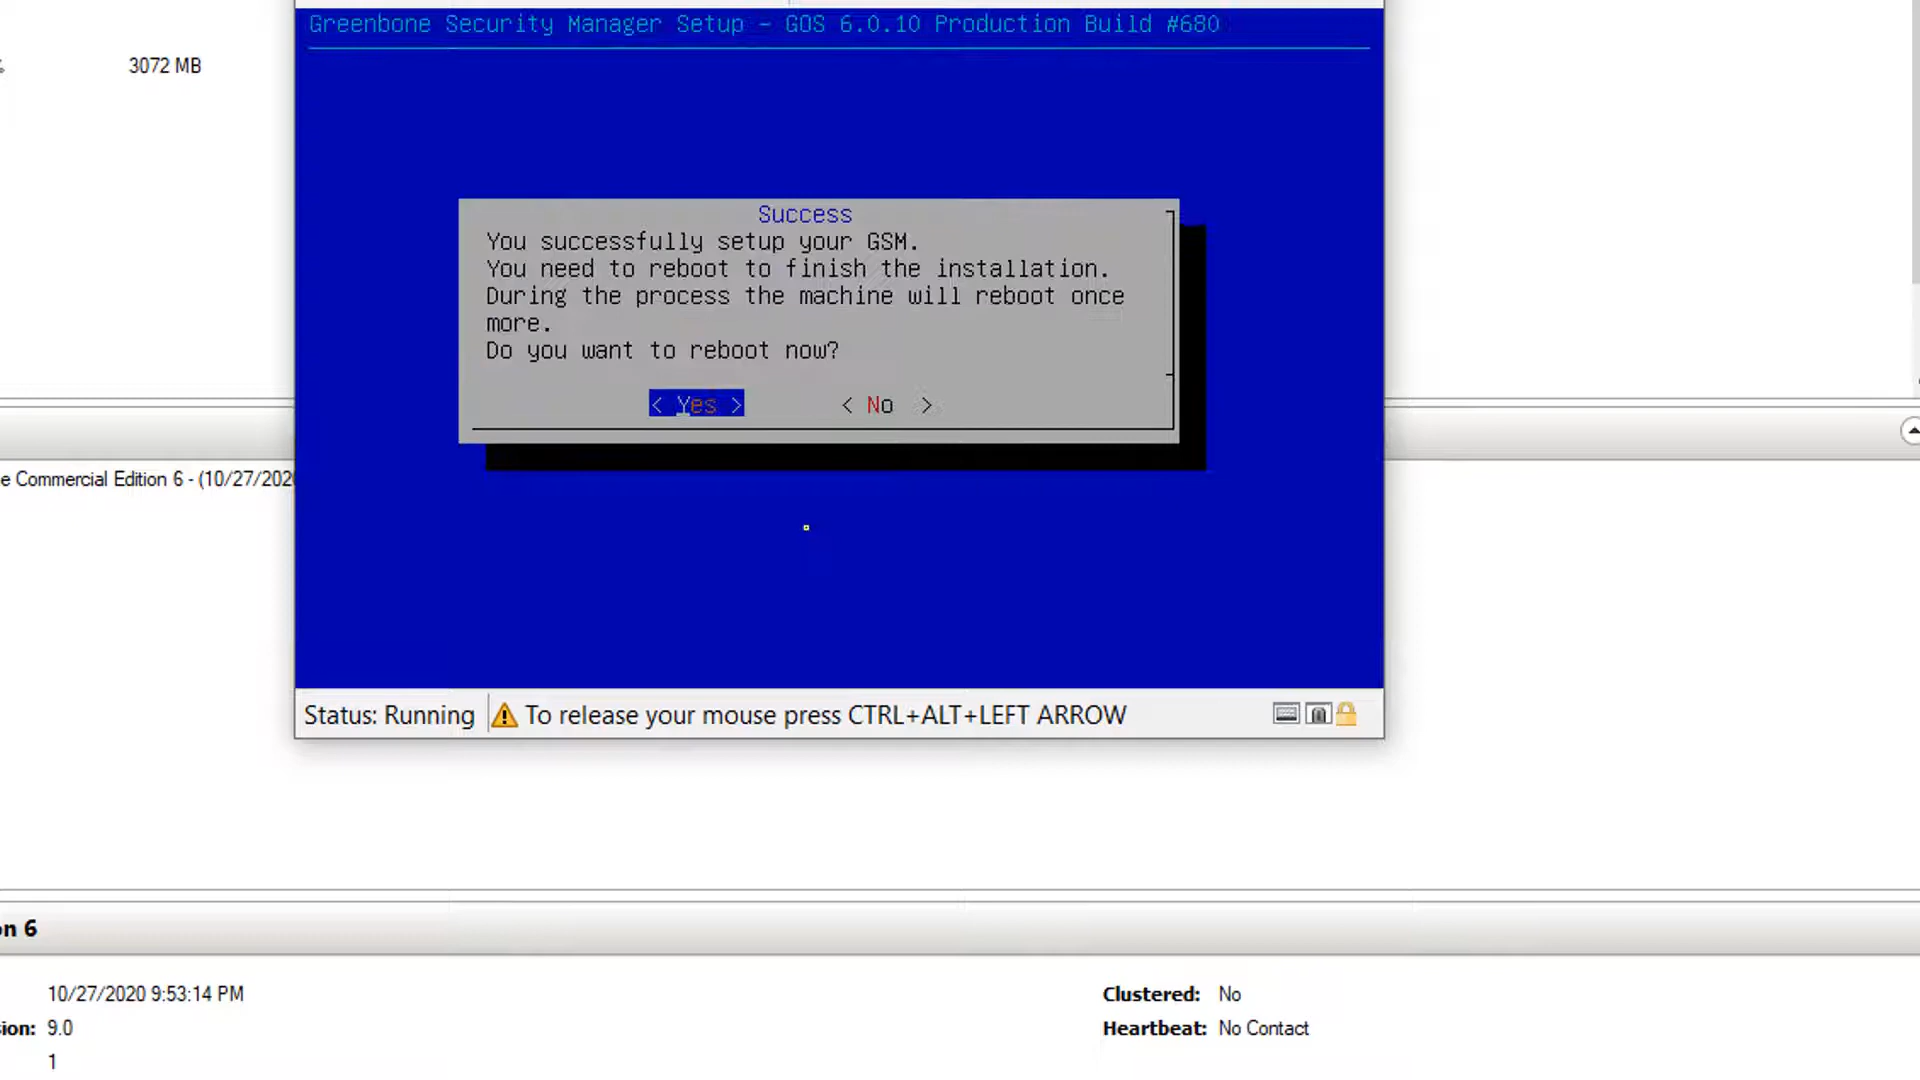 Greenbone Security Manager Setup - GOS 6.0.10 Production Build #680
3072 MB
Success
You successfully setup your GSM.
You need to reboot to finish the installation.
During the process the machine will reboot once
more.
Do you want to reboot now?
< Yes > < No >
e Commercial Edition 6 - (10/27/202
Status: Running To release your mouse press CTRL+ALT+LEFT ARROW
on 6
10/27/2020 9:53:14 PM Clustered: No
sion: 9.0 Heartbeat: No Contact
1